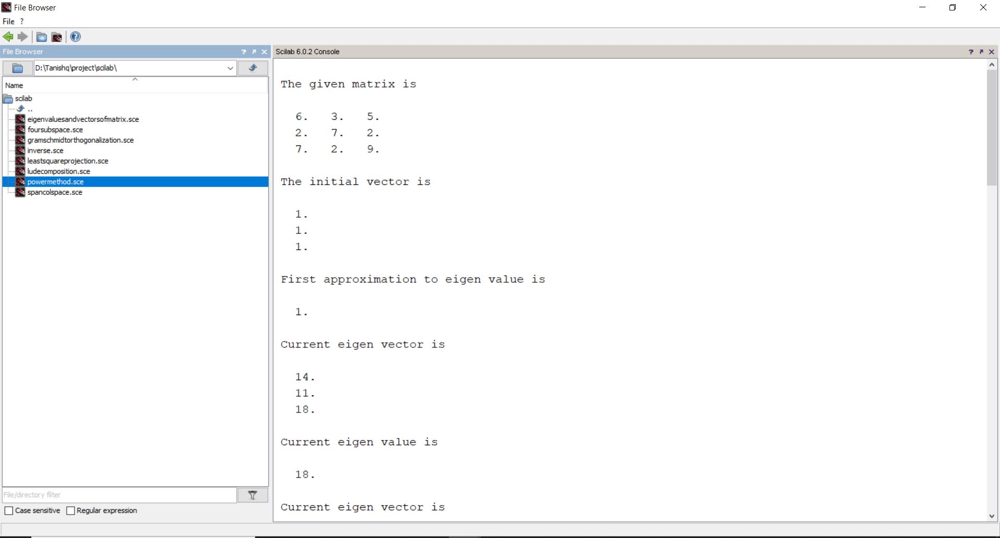 File Browser
File ?
File Browser
D:\Tanishq\project\scilab\
Name
scilab
..
eigenvaluesandvectorsofmatrix.sce
foursubspace.sce
gramschmidtorthogonalization.sce
inverse.sce
leastsquareprojection.sce
ludecomposition.sce
powermethod.sce
spancolspace.sce
File/directory filter
Case sensitive Regular expression
Scilab 6.0.2 Console
The given matrix is
6. 3. 5.
2. 7. 2.
7. 2. 9.
The initial vector is
1.
1.
1.
First approximation to eigen value is
1.
Current eigen vector is
14.
11.
18.
Current eigen value is
18.
Current eigen vector is